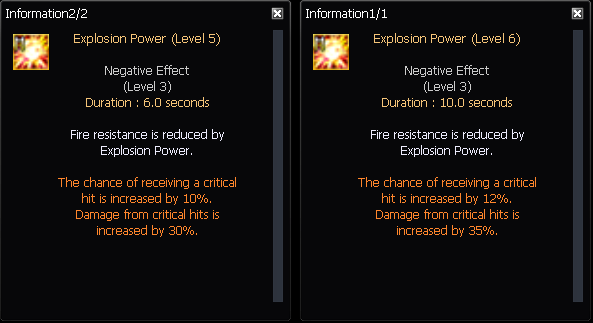 Information2/2
Explosion Power (Level 5)
Negative Effect
(Level 3)
Duration : 6.0 seconds
Fire resistance is reduced by
Explosion Power.
The chance of receiving a critical
hit is increased by 10%.
Damage from critical hits is
increased by 30%.
Information1/1
Explosion Power (Level 6)
Negative Effect
(Level 3)
Duration : 10.0 seconds
Fire resistance is reduced by
Explosion Power.
The chance of receiving a critical
hit is increased by 12%.
Damage from critical hits is
increased by 35%.